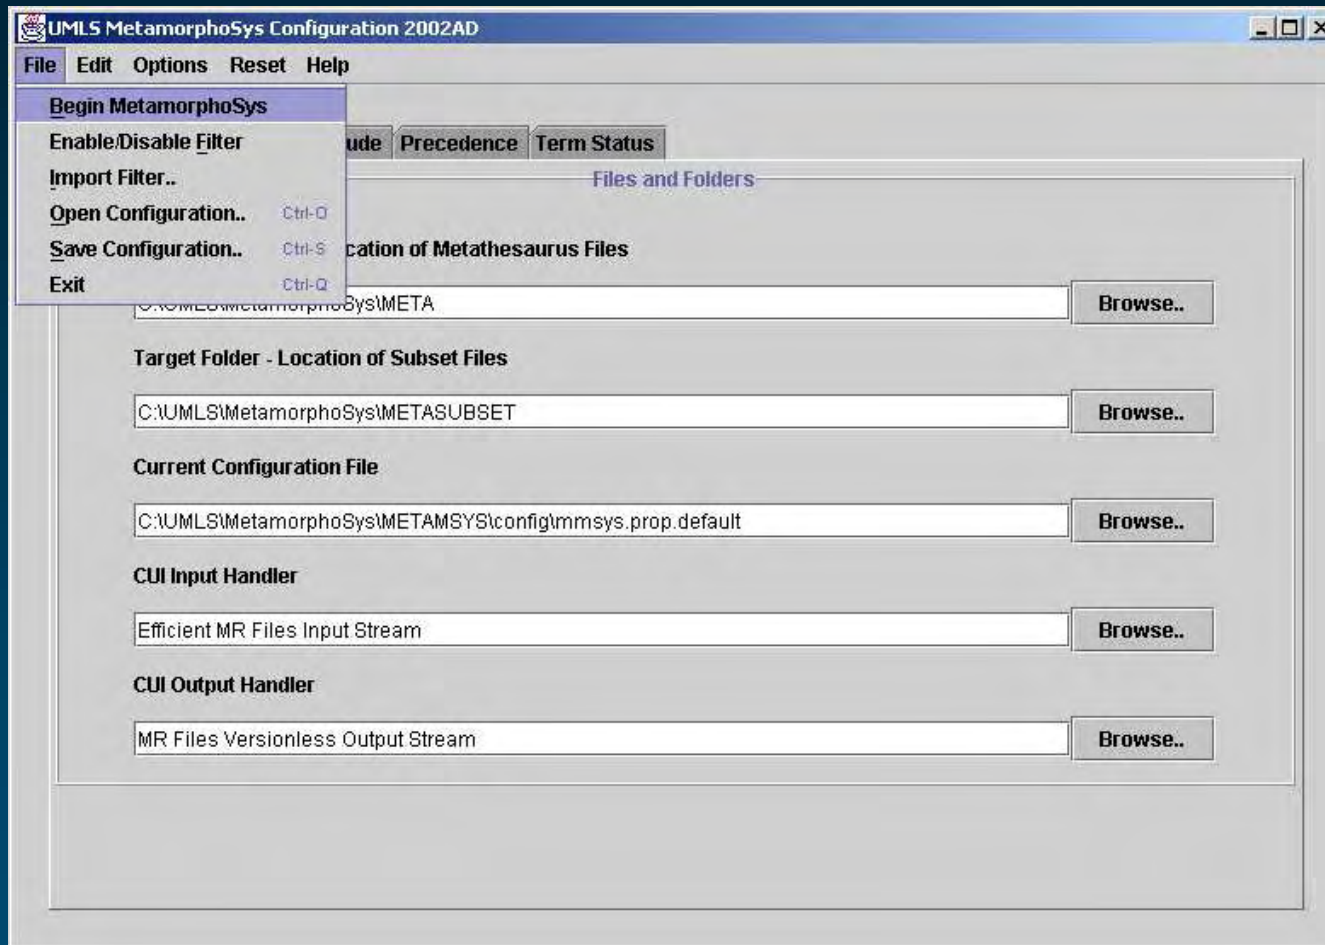 UMLS MetamorphoSys Configuration 2002AD
File Edit Options Reset Help
Begin MetamorphoSys
Enable/Disable Filter
Import Filter..
Open Configuration.. Ctrl-O
Save Configuration.. Ctrl-S
Exit Ctrl-Q
ude Precedence Term Status
Files and Folders
cation of Metathesaurus Files
C:\UMLS\MetamorphoSys\META Browse..
Target Folder - Location of Subset Files
C:\UMLS\MetamorphoSys\METASUBSET Browse..
Current Configuration File
C:\UMLS\MetamorphoSys\METAMSYS\config\mmsys.prop.default Browse..
CUI Input Handler
Efficient MR Files Input Stream Browse..
CUI Output Handler
MR Files Versionless Output Stream Browse..